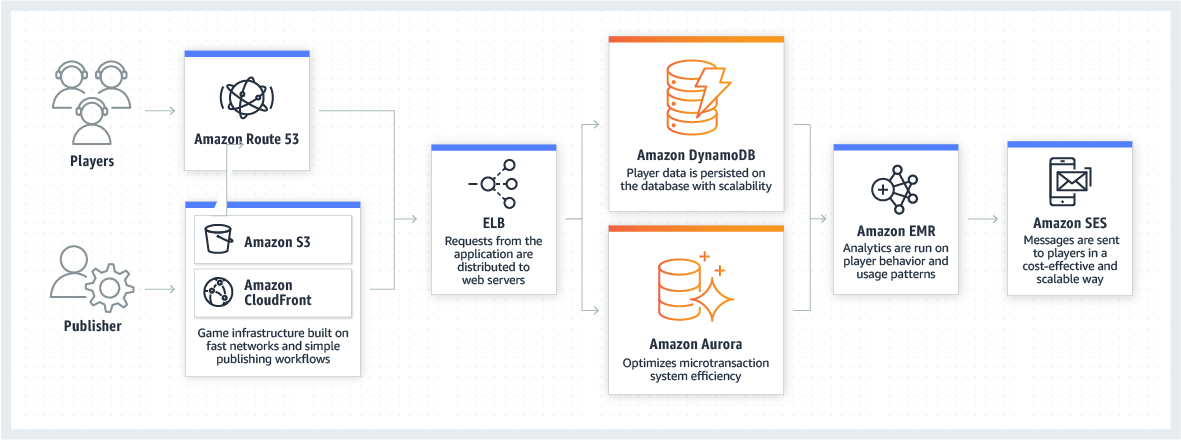 Players
Amazon Route 53
Publisher
Amazon S3
Amazon
CloudFront
Game infrastructure built on
fast networks and simple
publishing workflows
ELB
Requests from the
application are
distributed to
web servers
Amazon DynamoDB
Player data is persisted on
the database with scalability
Amazon Aurora
Optimizes microtransaction
system efficiency
Amazon EMR
Analytics are run on
player behavior and
usage patterns
Amazon SES
Messages are sent
to players in a
cost-effective and
scalable way